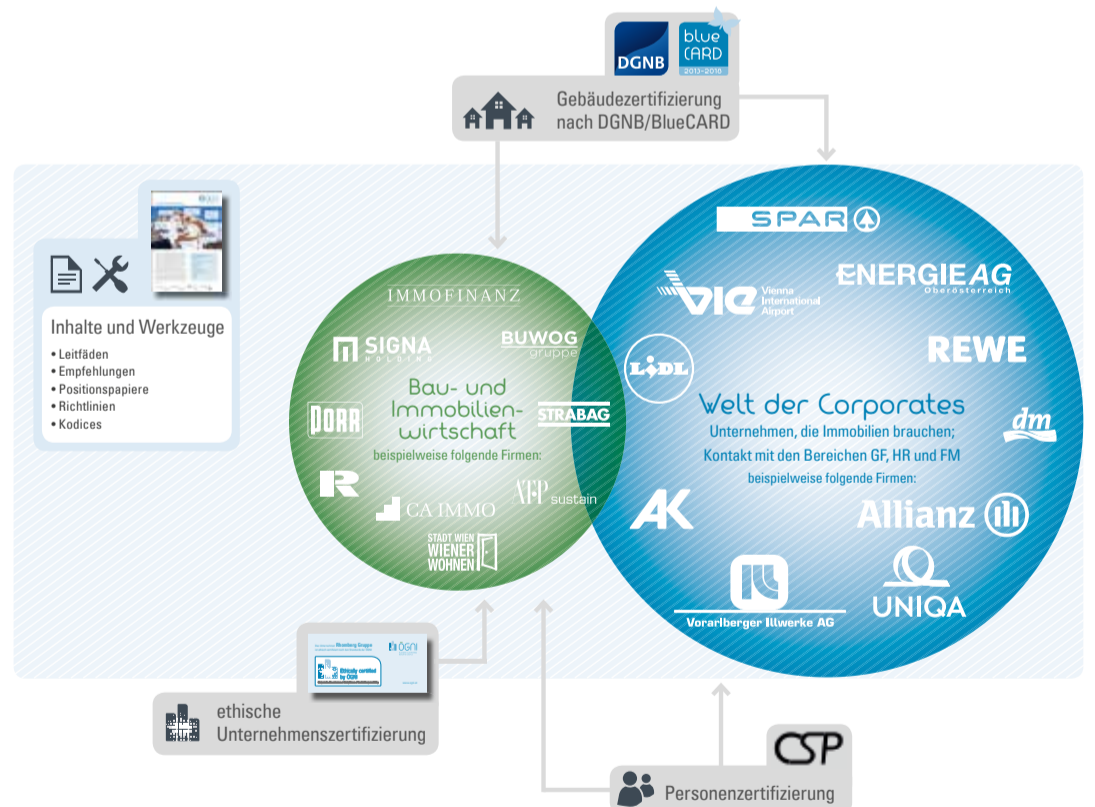 DGNB
blue
CARD
2013-2018
Gebäudezertifizierung
nach DGNB/BlueCARD
Inhalte und Werkzeuge
• Leitfäden
• Empfehlungen
• Positionspapiere
• Richtlinien
• Kodices
IMMOFINANZ
SIGNA
HOLDING
BUWOG
gruppe
Bau- und
Immobilien-
wirtschaft
PORR
STRABAG
beispielweise folgende Firmen:
R
CA IMMO
ATP sustain
STADT WIEN
WIENER
WOHNEN
SPAR
VIE Vienna
International
Airport
ENERGIE AG
Oberösterreich
LIDL
REWE
Welt der Corporates
Unternehmen, die Immobilien brauchen;
Kontakt mit den Bereichen GF, HR und FM
beispielweise folgende Firmen:
dm
AK
Allianz
Vorarlberger Illwerke AG
UNIQA
ÖGNI
Ethically certified
by ÖGNI
ethische
Unternehmenszertifizierung
CSP
Personenzertifizierung